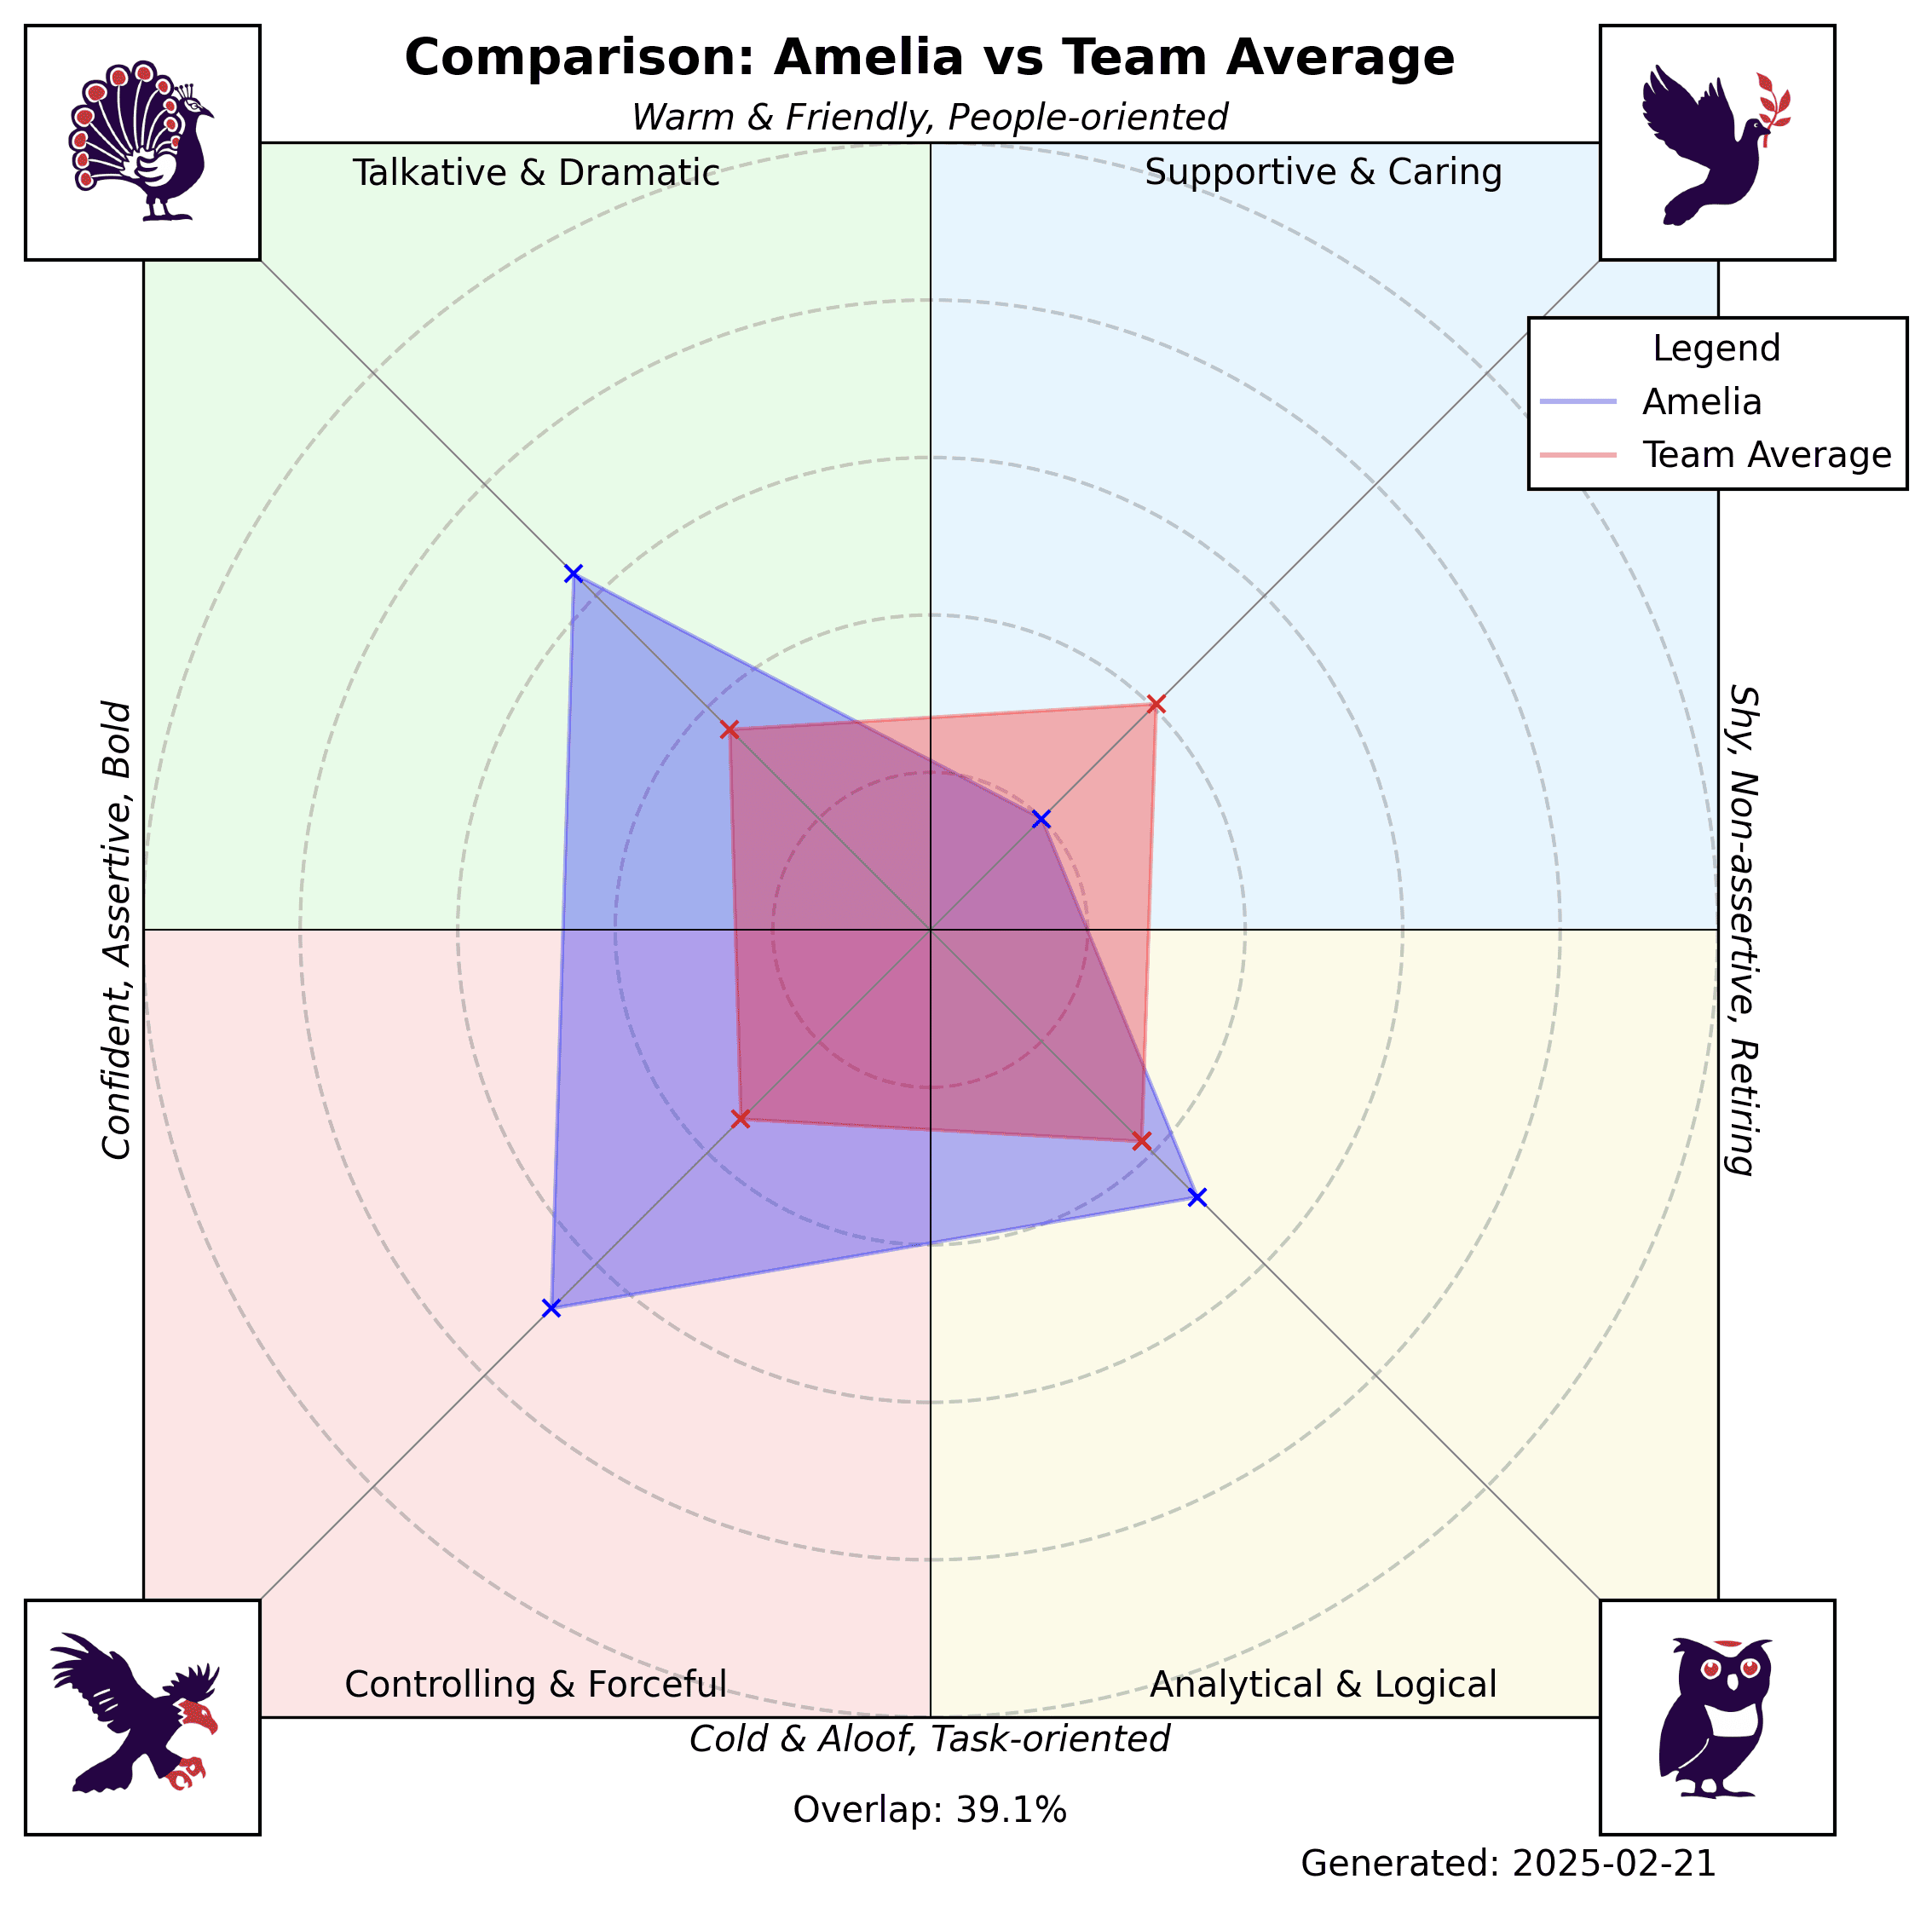 Comparison: Amelia vs Team Average
Warm & Friendly, People-oriented
Talkative & Dramatic
Supportive & Caring
Legend
Amelia
Team Average
Confident, Assertive, Bold
Shy, Non-assertive, Retiring
Controlling & Forceful
Analytical & Logical
Cold & Aloof, Task-oriented
Overlap: 39.1%
Generated: 2025-02-21